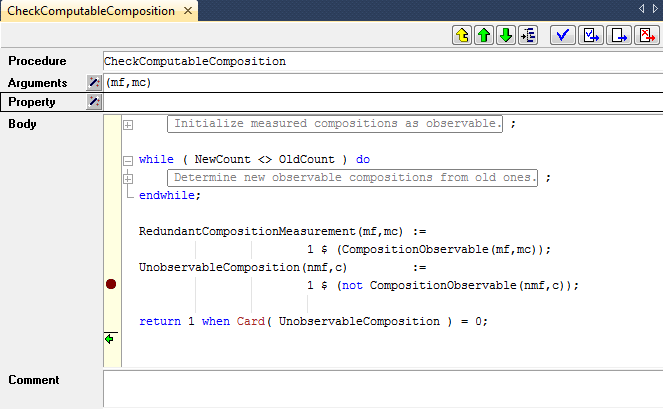 CheckComputableComposition
Procedure CheckComputableComposition
Arguments (mf,mc)
Property
Body
Initialize measured compositions as observable. ;
while ( NewCount <> OldCount ) do
Determine new observable compositions from old ones. ;
endwhile;
RedundantCompositionMeasurement(mf,mc) :=
1 $ (CompositionObservable(mf,mc));
UnobservableComposition(nmf,c) :=
1 $ (not CompositionObservable(nmf,c));
return 1 when Card( UnobservableComposition ) = 0;
Comment